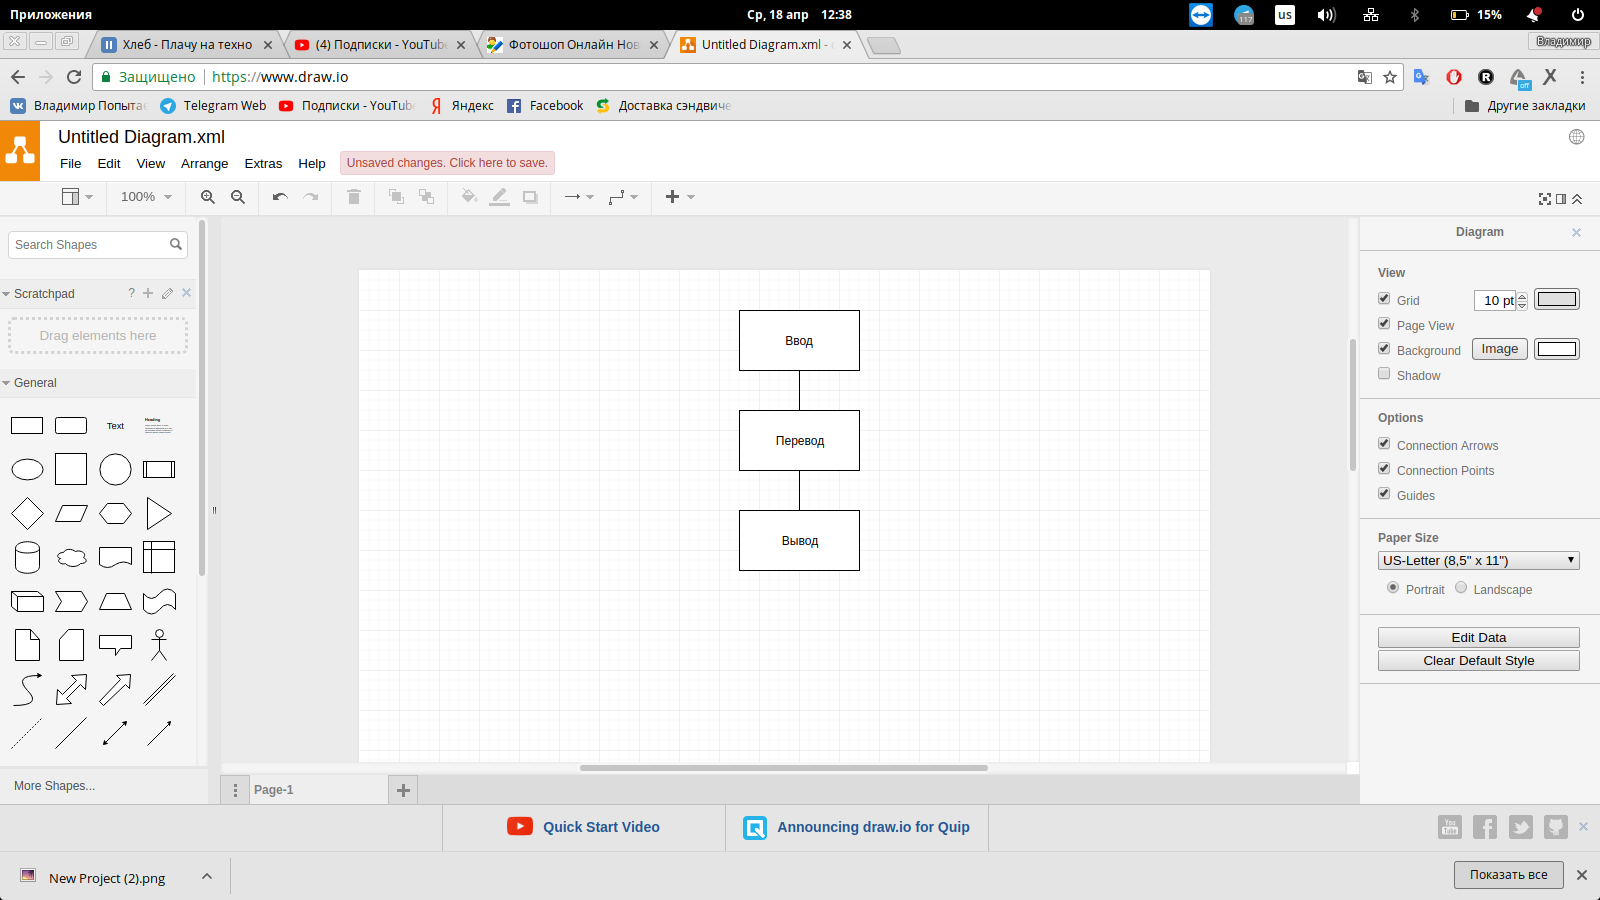 Приложения
Ср, 18 апр 12:38
117
us
15%
Хлеб - Плачу на техно
(4) Подписки - YouTube
Фотошоп Онлайн Нов
Untitled Diagram.xml -
Владимир
Защищено
https://www.draw.io
off
Владимир Попыта
Telegram Web
Подписки - YouTube
Яндекс
Facebook
Доставка сэндвиче
Другие закладки
Untitled Diagram.xml
File Edit View Arrange Extras Help
Unsaved changes. Click here to save.
100%
Search Shapes
Scratchpad
?
Drag elements here
General
Text
Heading
More Shapes...
Ввод
Перевод
Вывод
Page-1
Diagram
View
Grid
10 pt
Page View
Background
Image
Shadow
Options
Connection Arrows
Connection Points
Guides
Paper Size
US-Letter (8,5" x 11")
Portrait Landscape
Edit Data
Clear Default Style
Quick Start Video
Announcing draw.io for Quip
You
Tube
New Project (2).png
Показать все